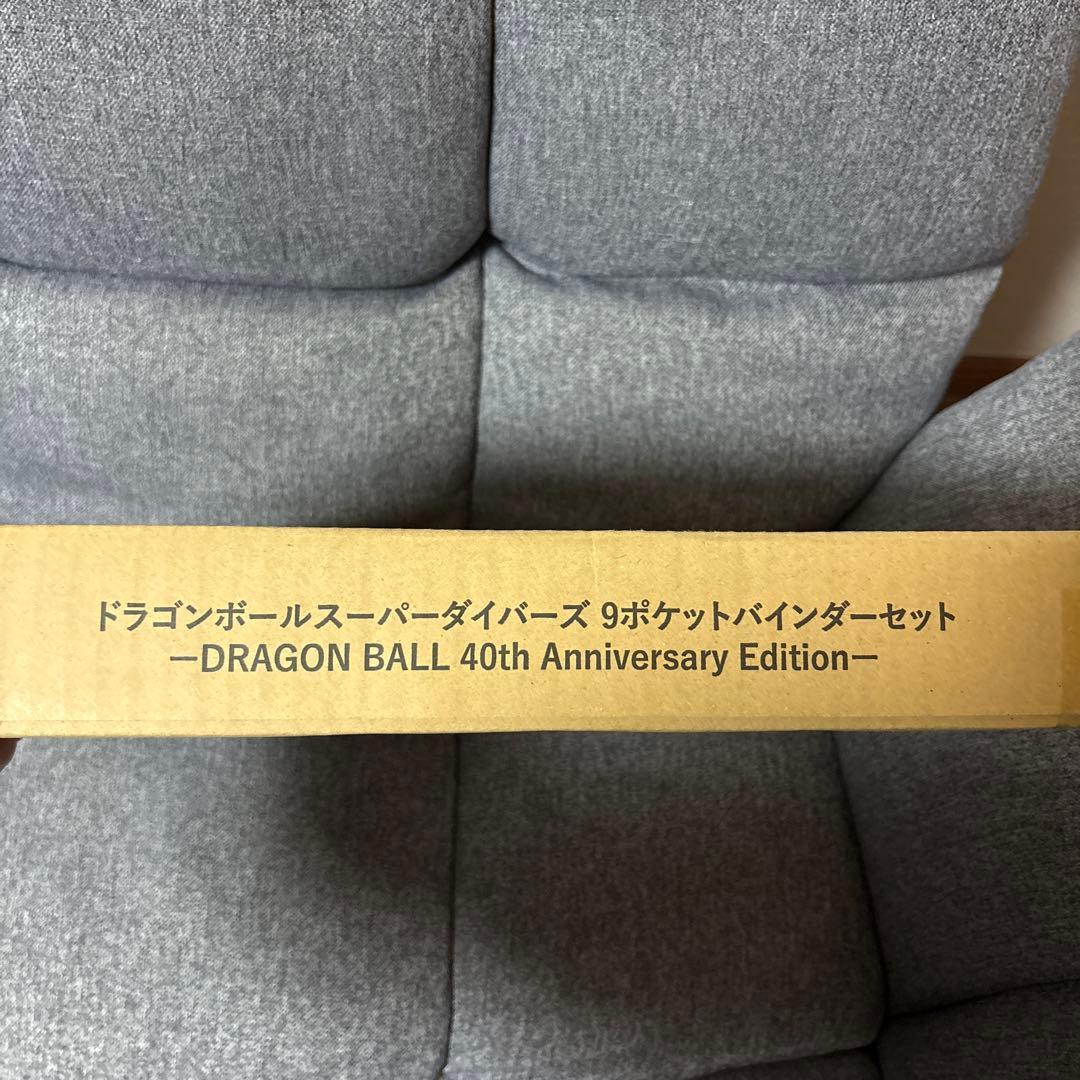 ドラゴンボールスーパーダイバーズ 9ポケットバインダーセット
ーDRAGON BALL 40th Anniversary Editionー